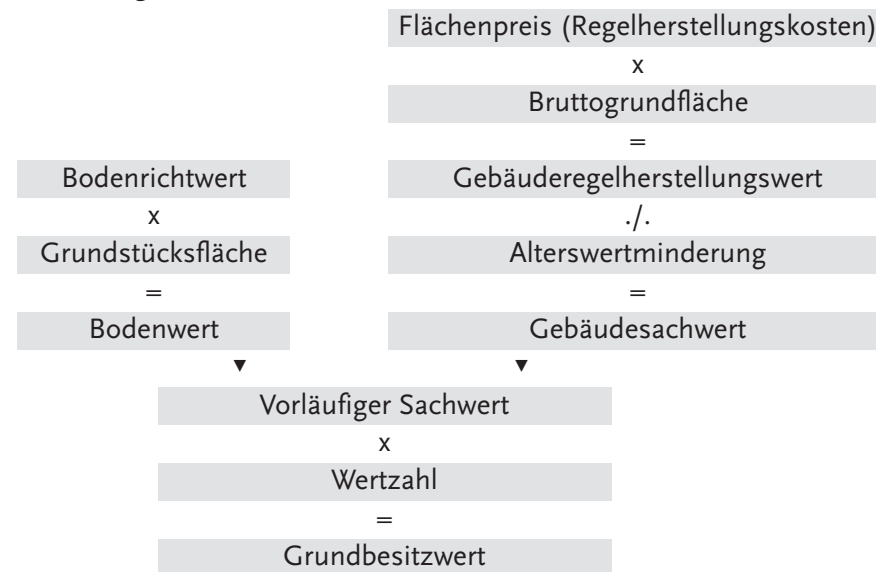 Flächenpreis (Regelherstellungskosten)
x
Bruttogrundfläche
=
Bodenrichtwert Gebäuderegelherstellungswert
x ./.
Grundstücksfläche Alterswertminderung
= =
Bodenwert Gebäudesachwert
▼ ▼
Vorläufiger Sachwert
x
Wertzahl
=
Grundbesitzwert